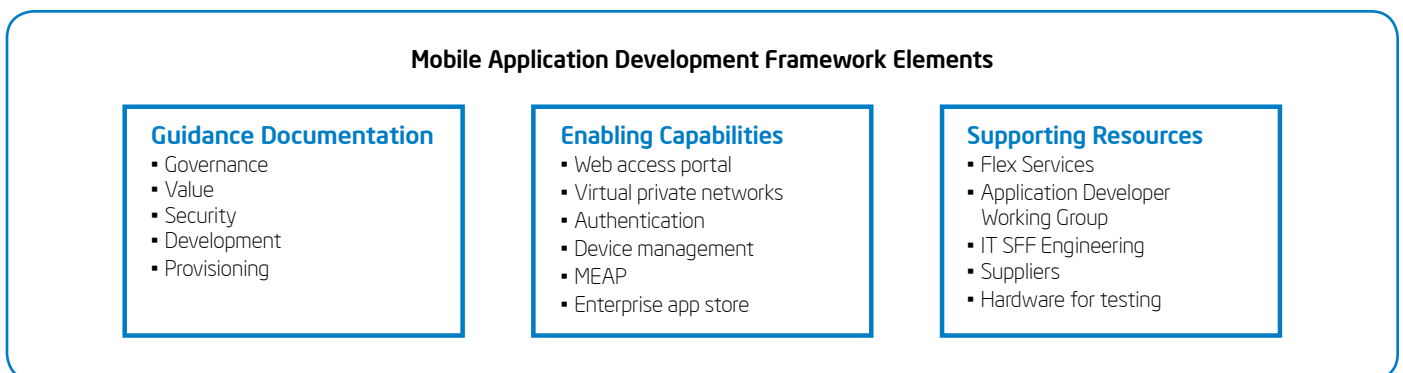 Mobile Application Development Framework Elements
Guidance Documentation
▪ Governance
▪ Value
▪ Security
▪ Development
▪ Provisioning
Enabling Capabilities
▪ Web access portal
▪ Virtual private networks
▪ Authentication
▪ Device management
▪ MEAP
▪ Enterprise app store
Supporting Resources
▪ Flex Services
▪ Application Developer
Working Group
▪ IT SFF Engineering
▪ Suppliers
▪ Hardware for testing